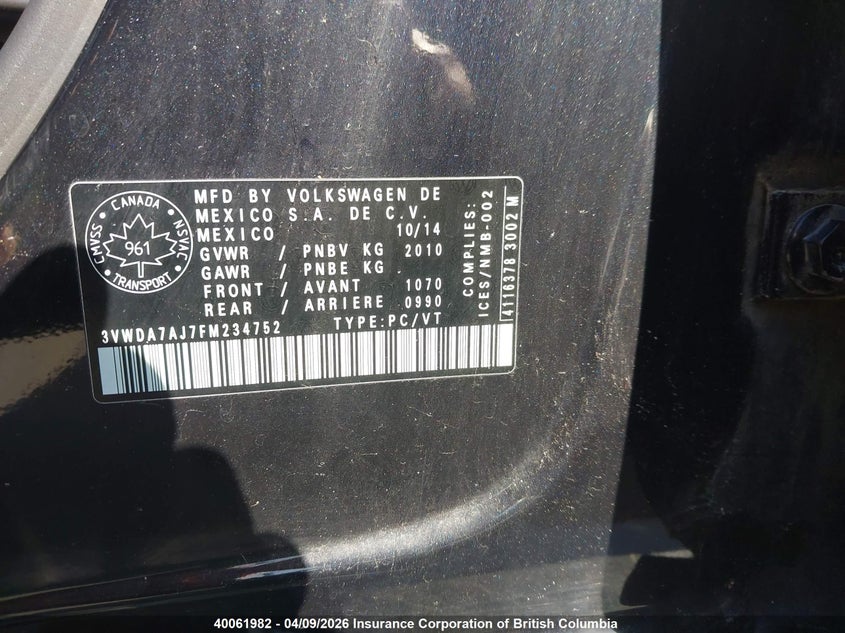 CANADA
CMVSS
NSVAC
961
TRANSPORT
MFD BY VOLKSWAGEN DE
MEXICO S.A. DE C.V.
MEXICO 10/14
GVWR / PNBV KG 2010
GAWR / PNBE KG
FRONT / AVANT 1070
REAR / ARRIERE 0990
3VWDA7AJ7FM234752 TYPE:PC/VT
COMPLIES:
ICES/NMB-002
4116378 3002 M
40061982 - 04/09/2026 Insurance Corporation of British Columbia